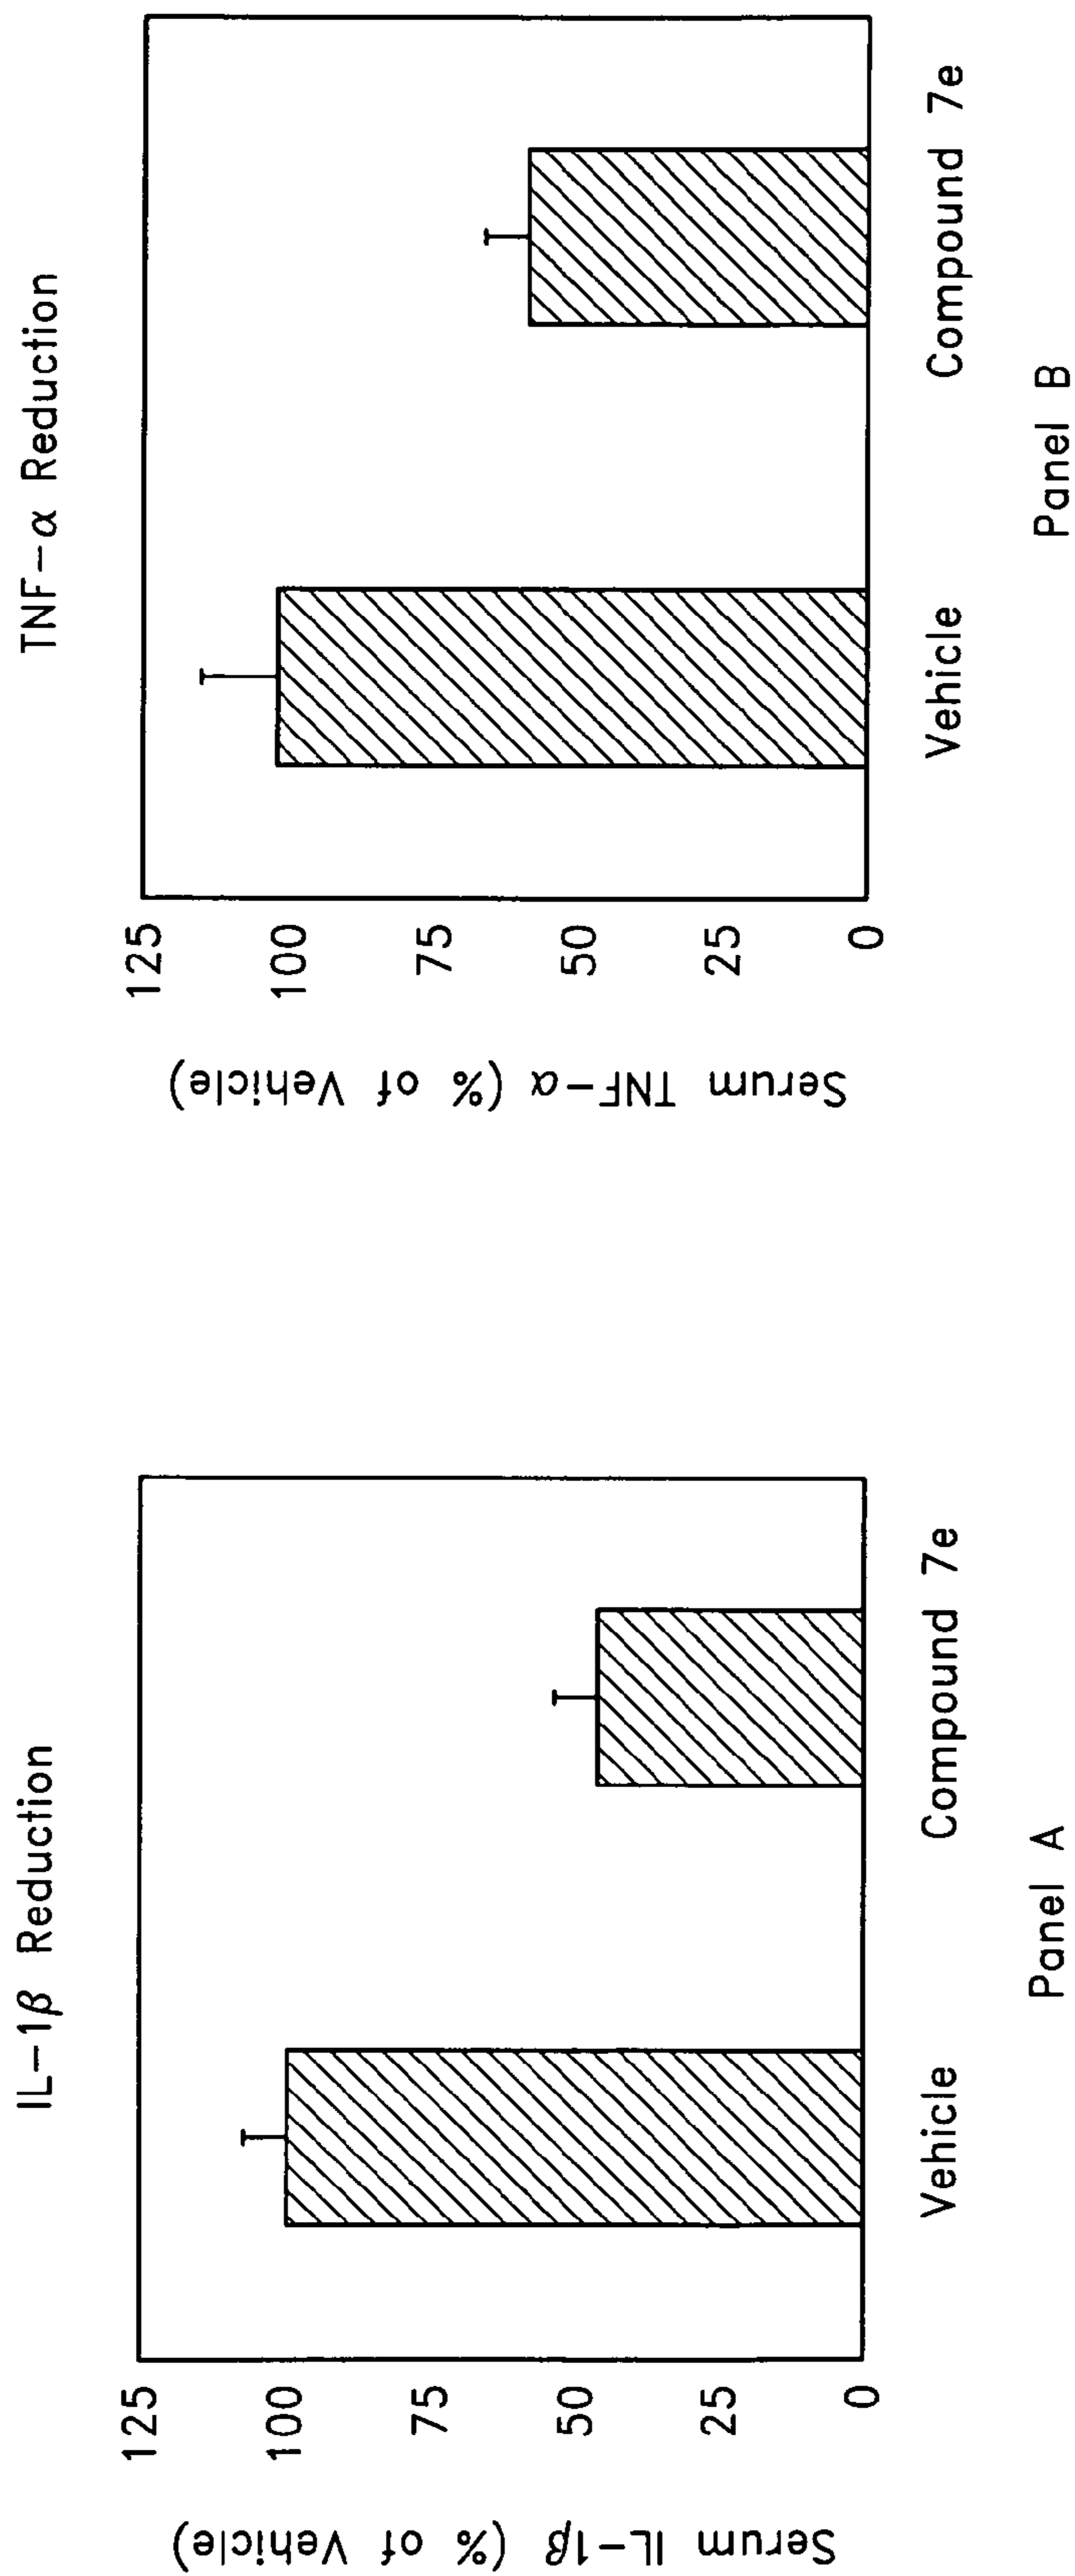 IL-1β Reduction
Serum IL-1β (% of Vehicle)
125
100
75
50
25
0
Vehicle
Compound 7e
Panel A
TNF-α Reduction
Serum TNF-α (% of Vehicle)
125
100
75
50
25
0
Vehicle
Compound 7e
Panel B